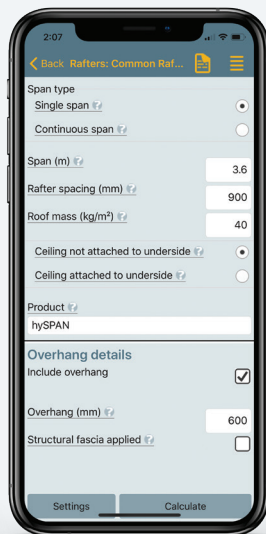 2:07
Back Rafters: Common Raf...
Span type
Single span ?
Continuous span ?
Span (m) ? 3.6
Rafter spacing (mm) ? 900
Roof mass (kg/m²) ? 40
Ceiling not attached to underside ?
Ceiling attached to underside ?
Product ?
hySPAN
Overhang details
Include overhang
Overhang (mm) ? 600
Structural fascia applied ?
Settings Calculate